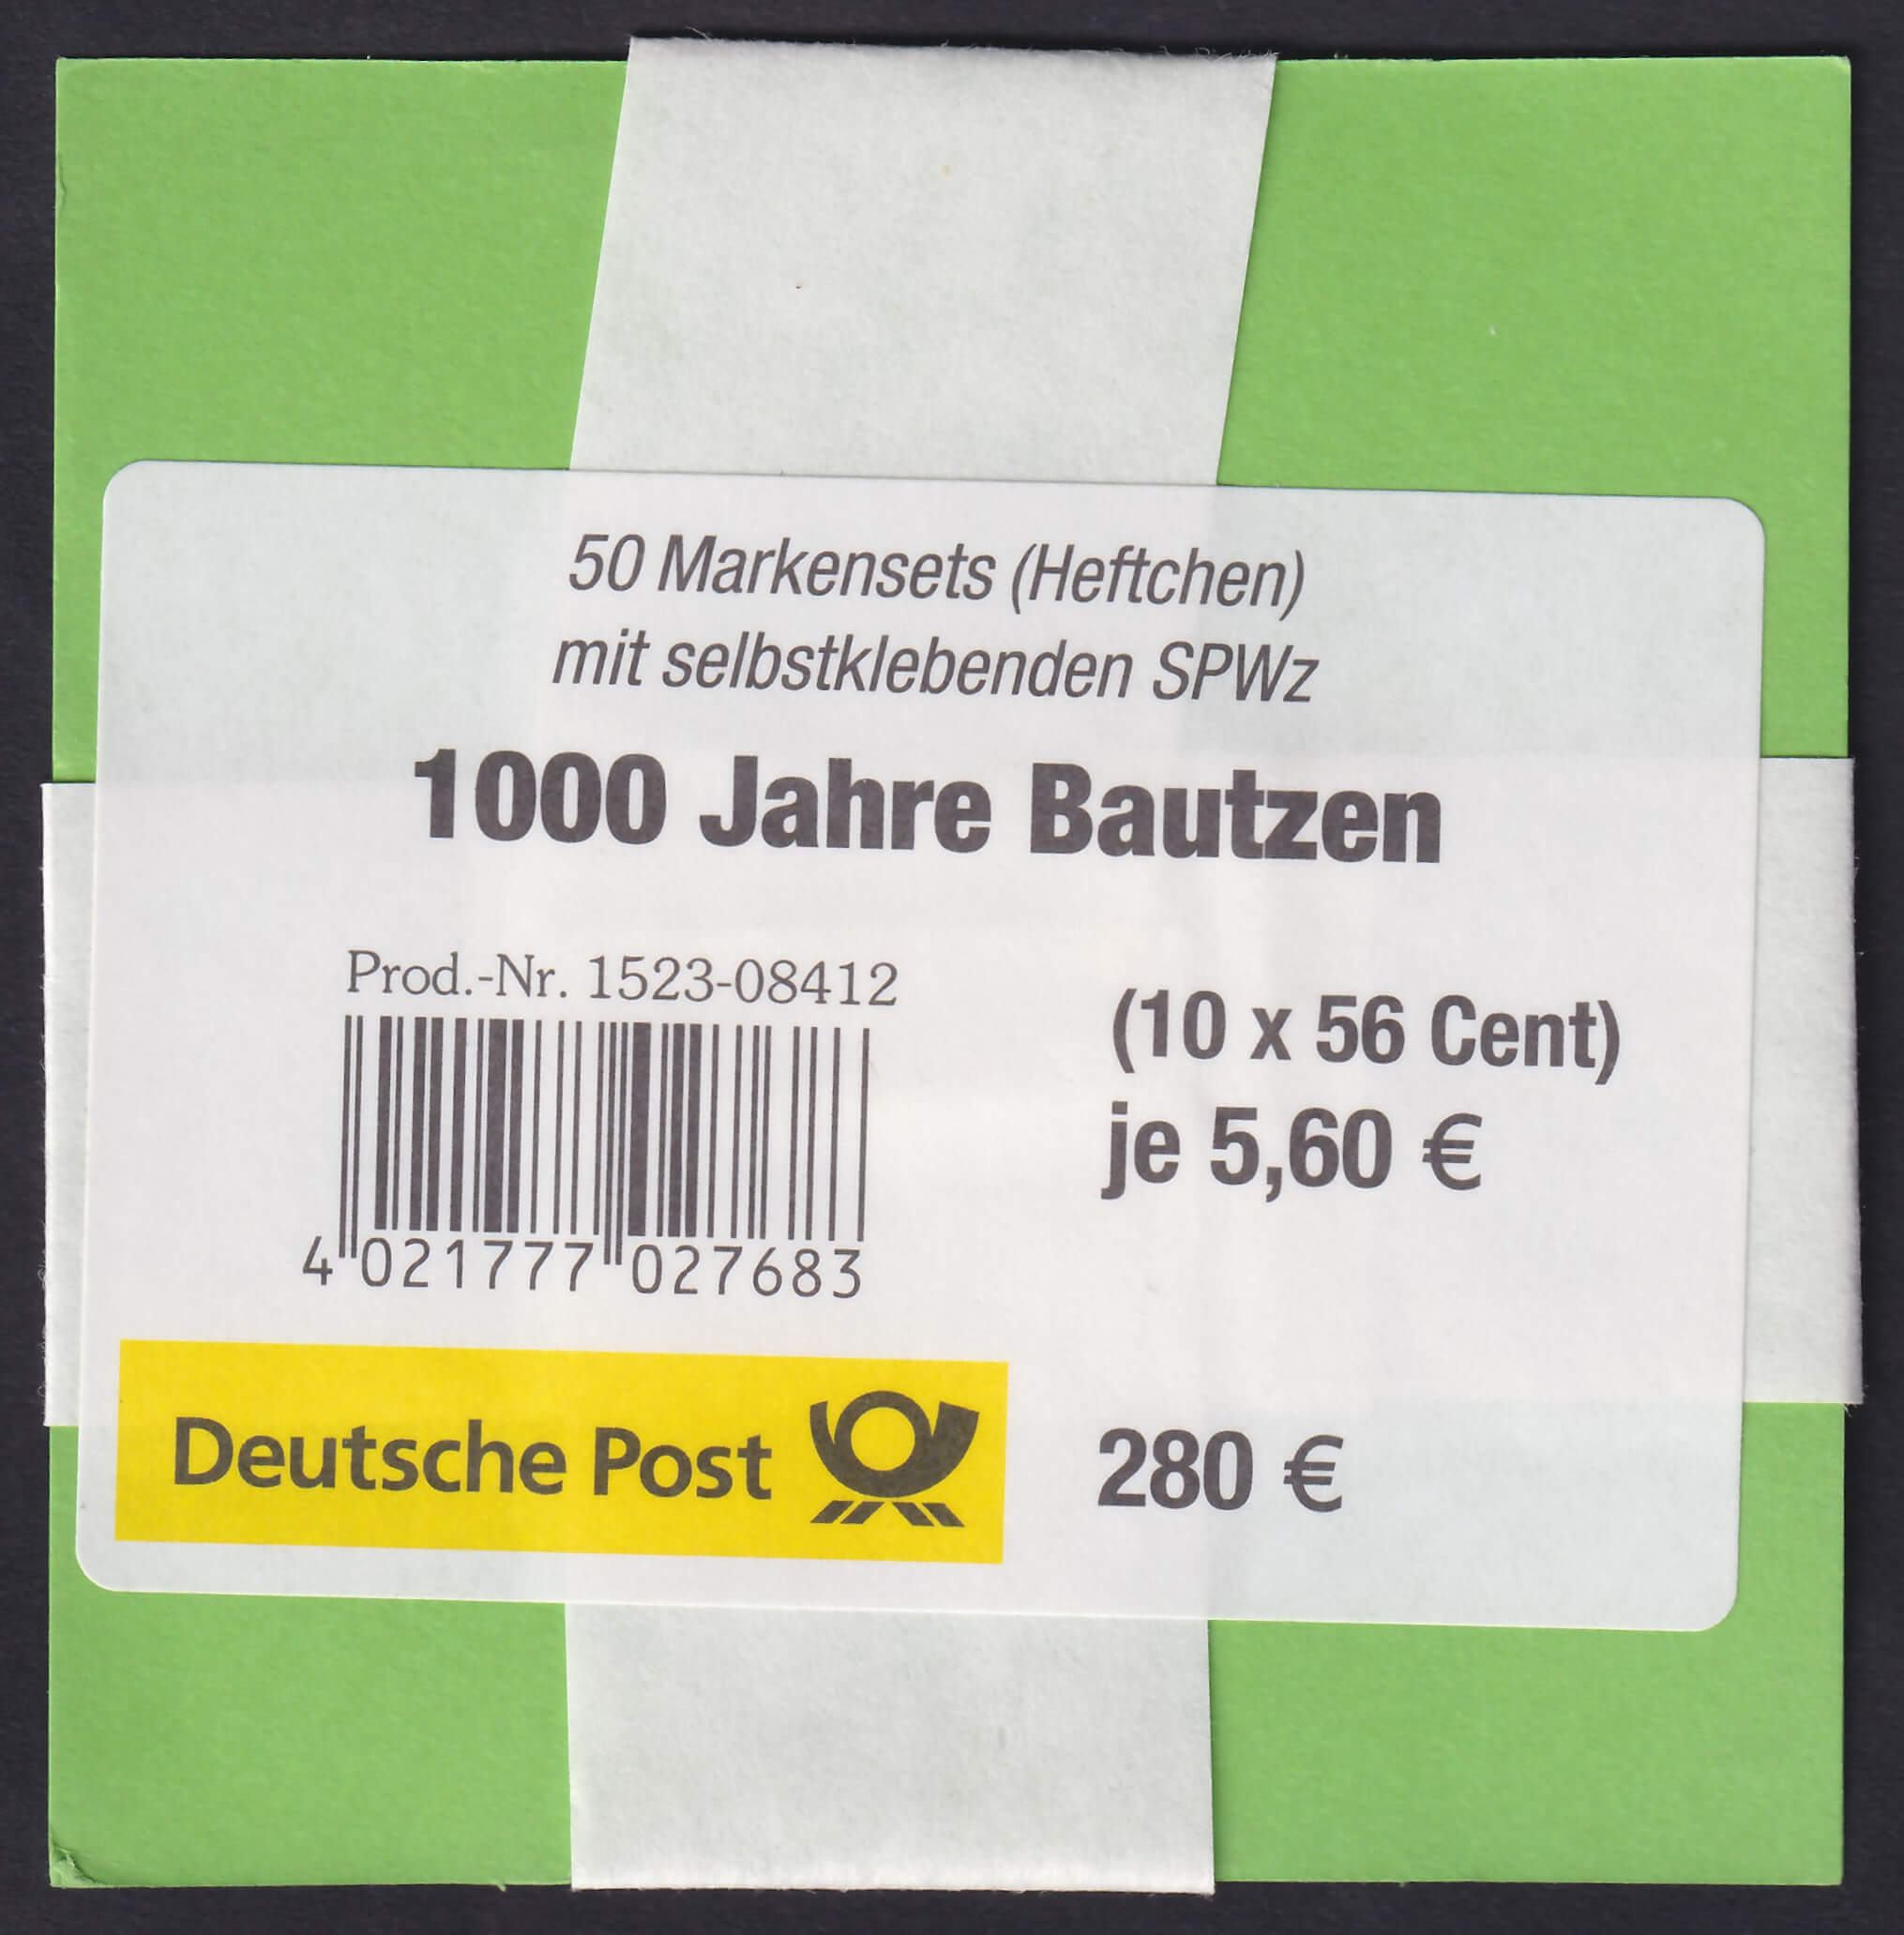 50 Markensets (Heftchen)
mit selbstklebenden SPWz
1000 Jahre Bautzen
Prod.-Nr. 1523-08412
(10 x 56 Cent)
je 5,60 €
4 021777 027683
Deutsche Post
280 €